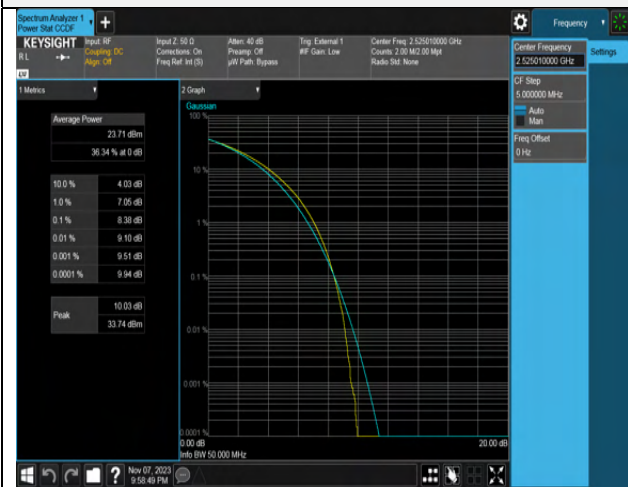 Spectrum Analyzer 1
Power Stat CCDF
Frequency
KEYSIGHT
RL
LW
Input: RF
Coupling: DC
Align: Off
Input Z: 50 Ω
Corrections: On
Freq Ref: Int (S)
Atten: 40 dB
Preamp: Off
µW Path: Bypass
Trig: External 1
#IF Gain: Low
Center Freq: 2.525010000 GHz
Counts: 2.00 M/2.00 Mpt
Radio Std: None
Center Frequency
2.525010000 GHz
Settings
CF Step
5.000000 MHz
Auto
Man
Freq Offset
0 Hz
1 Metrics
Average Power
23.71 dBm
36.34 % at 0 dB
10.0 % 4.03 dB
1.0 % 7.05 dB
0.1 % 8.38 dB
0.01 % 9.10 dB
0.001 % 9.51 dB
0.0001 % 9.94 dB
Peak 10.03 dB
33.74 dBm
2 Graph
Gaussian
100 %
10 %
1 %
0.1 %
0.01 %
0.001 %
0.0001 %
0.00 dB 20.00 dB
Info BW 50.000 MHz
Nov 07, 2023
9:58:49 PM